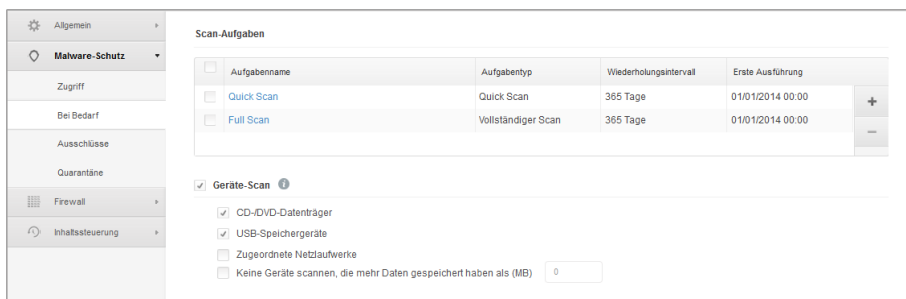 Allgemein
Malware-Schutz
Zugriff
Bei Bedarf
Ausschlüsse
Quarantäne
Firewall
Inhaltssteuerung
Scan-Aufgaben
Aufgabenname Aufgabentyp Wiederholungsintervall Erste Ausführung
Quick Scan Quick Scan 365 Tage 01/01/2014 00:00
Full Scan Vollständiger Scan 365 Tage 01/01/2014 00:00
Geräte-Scan
CD-/DVD-Datenträger
USB-Speichergeräte
Zugeordnete Netzlaufwerke
Keine Geräte scannen, die mehr Daten gespeichert haben als (MB) 0